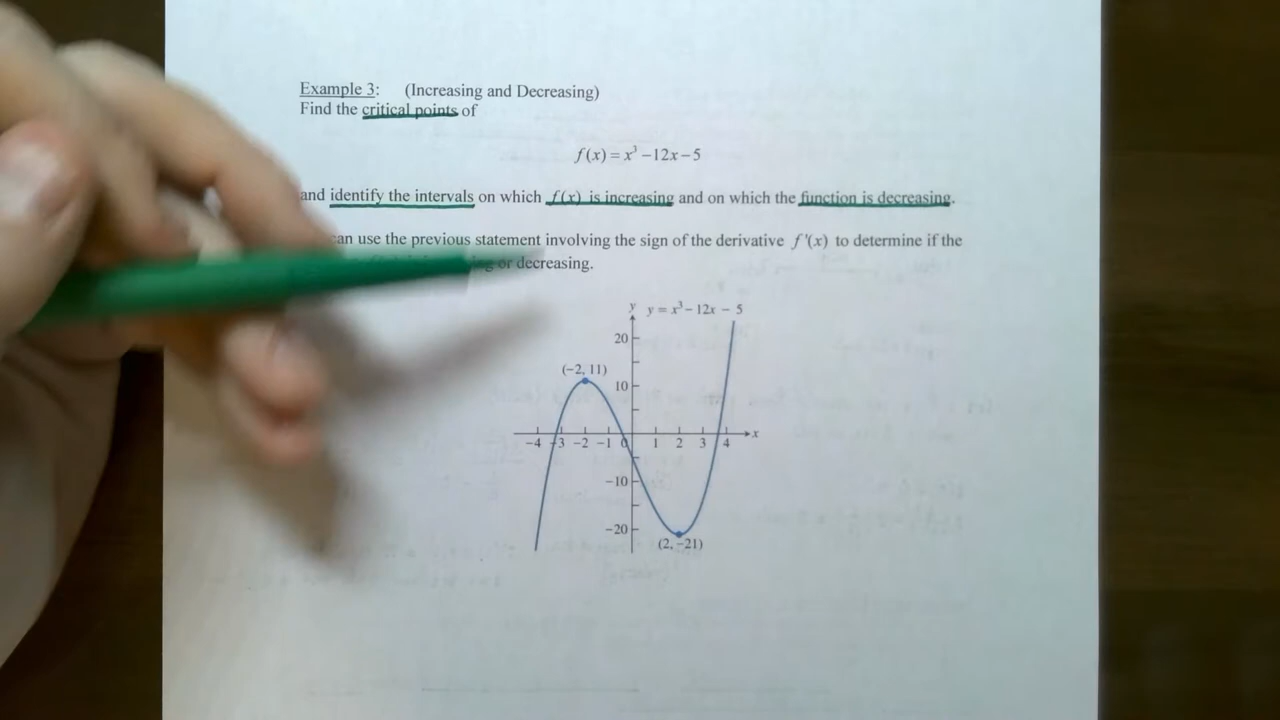 Example 3: (Increasing and Decreasing)
Find the critical points of
f(x) = x³ – 12x – 5
and identify the intervals on which f(x) is increasing and on which the function is decreasing.
can use the previous statement involving the sign of the derivative f '(x) to determine if the
or decreasing.
y y = x³ – 12x – 5
20
(–2, 11)
10
–4 –3 –2 –1 0 1 2 3 4 x
–10
–20
(2, –21)